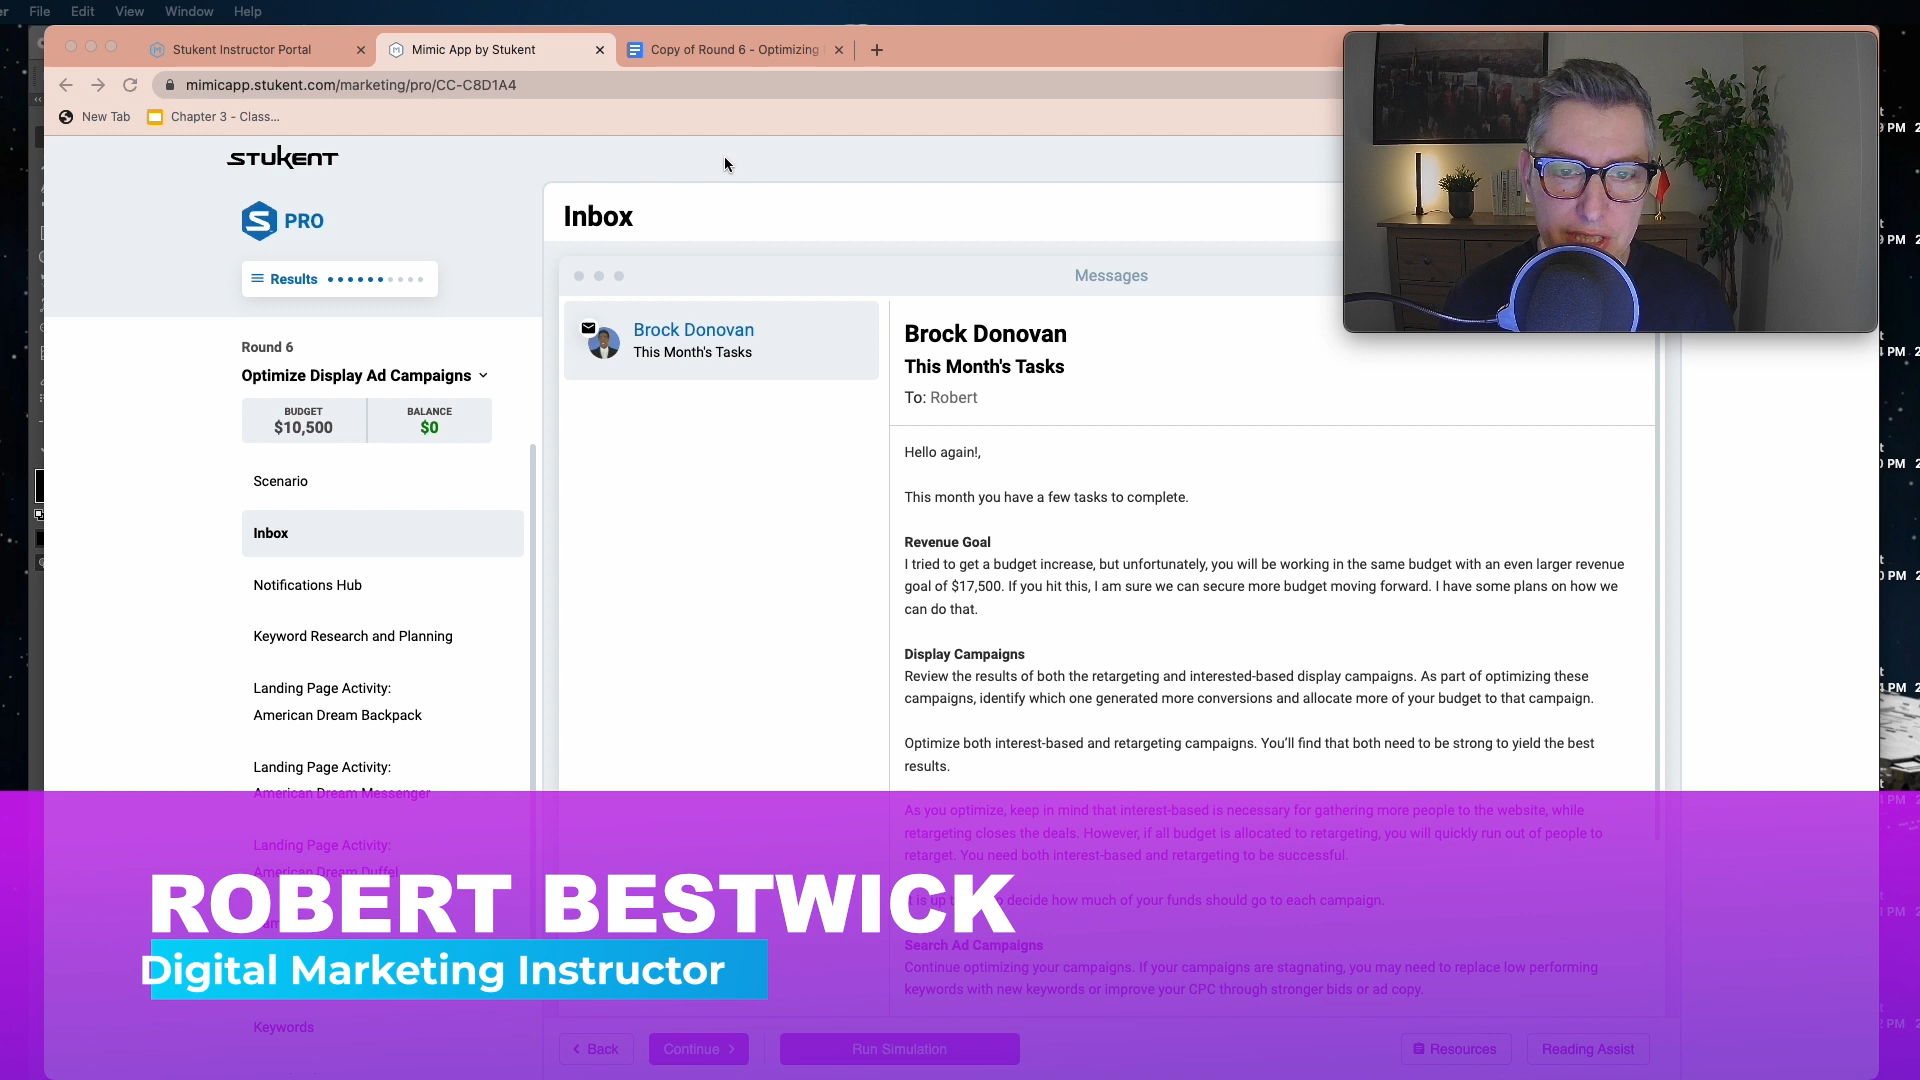 File Edit View Window Help
Stukent Instructor Portal
Mimic App by Stukent
Copy of Round 6 - Optimizing
mimicapp.stukent.com/marketing/pro/CC-C8D1A4
New Tab
Chapter 3 - Class...
STUKENT
PRO
Results
Round 6
Optimize Display Ad Campaigns
BUDGET
$10,500
BALANCE
$0
Scenario
Inbox
Notifications Hub
Keyword Research and Planning
Landing Page Activity:
American Dream Backpack
Landing Page Activity:
American Dream Messenger
Landing Page Activity:
American Dream Duffel
Keywords
Inbox
Messages
Brock Donovan
This Month's Tasks
Brock Donovan
This Month's Tasks
To: Robert
Hello again!,
This month you have a few tasks to complete.
Revenue Goal
I tried to get a budget increase, but unfortunately, you will be working in the same budget with an even larger revenue
goal of $17,500. If you hit this, I am sure we can secure more budget moving forward. I have some plans on how we
can do that.
Display Campaigns
Review the results of both the retargeting and interested-based display campaigns. As part of optimizing these
campaigns, identify which one generated more conversions and allocate more of your budget to that campaign.
Optimize both interest-based and retargeting campaigns. You'll find that both need to be strong to yield the best
results.
As you optimize, keep in mind that interest-based is necessary for gathering more people to the website, while
retargeting closes the deals. However, if all budget is allocated to retargeting, you will quickly run out of people to
retarget. You need both interest-based and retargeting to be successful.
is up decide how much of your funds should go to each campaign.
Search Ad Campaigns
Continue optimizing your campaigns. If your campaigns are stagnating, you may need to replace low performing
keywords with new keywords or improve your CPC through stronger bids or ad copy.
ROBERT BESTWICK
Digital Marketing Instructor
Back
Continue
Run Simulation
Resources
Reading Assist